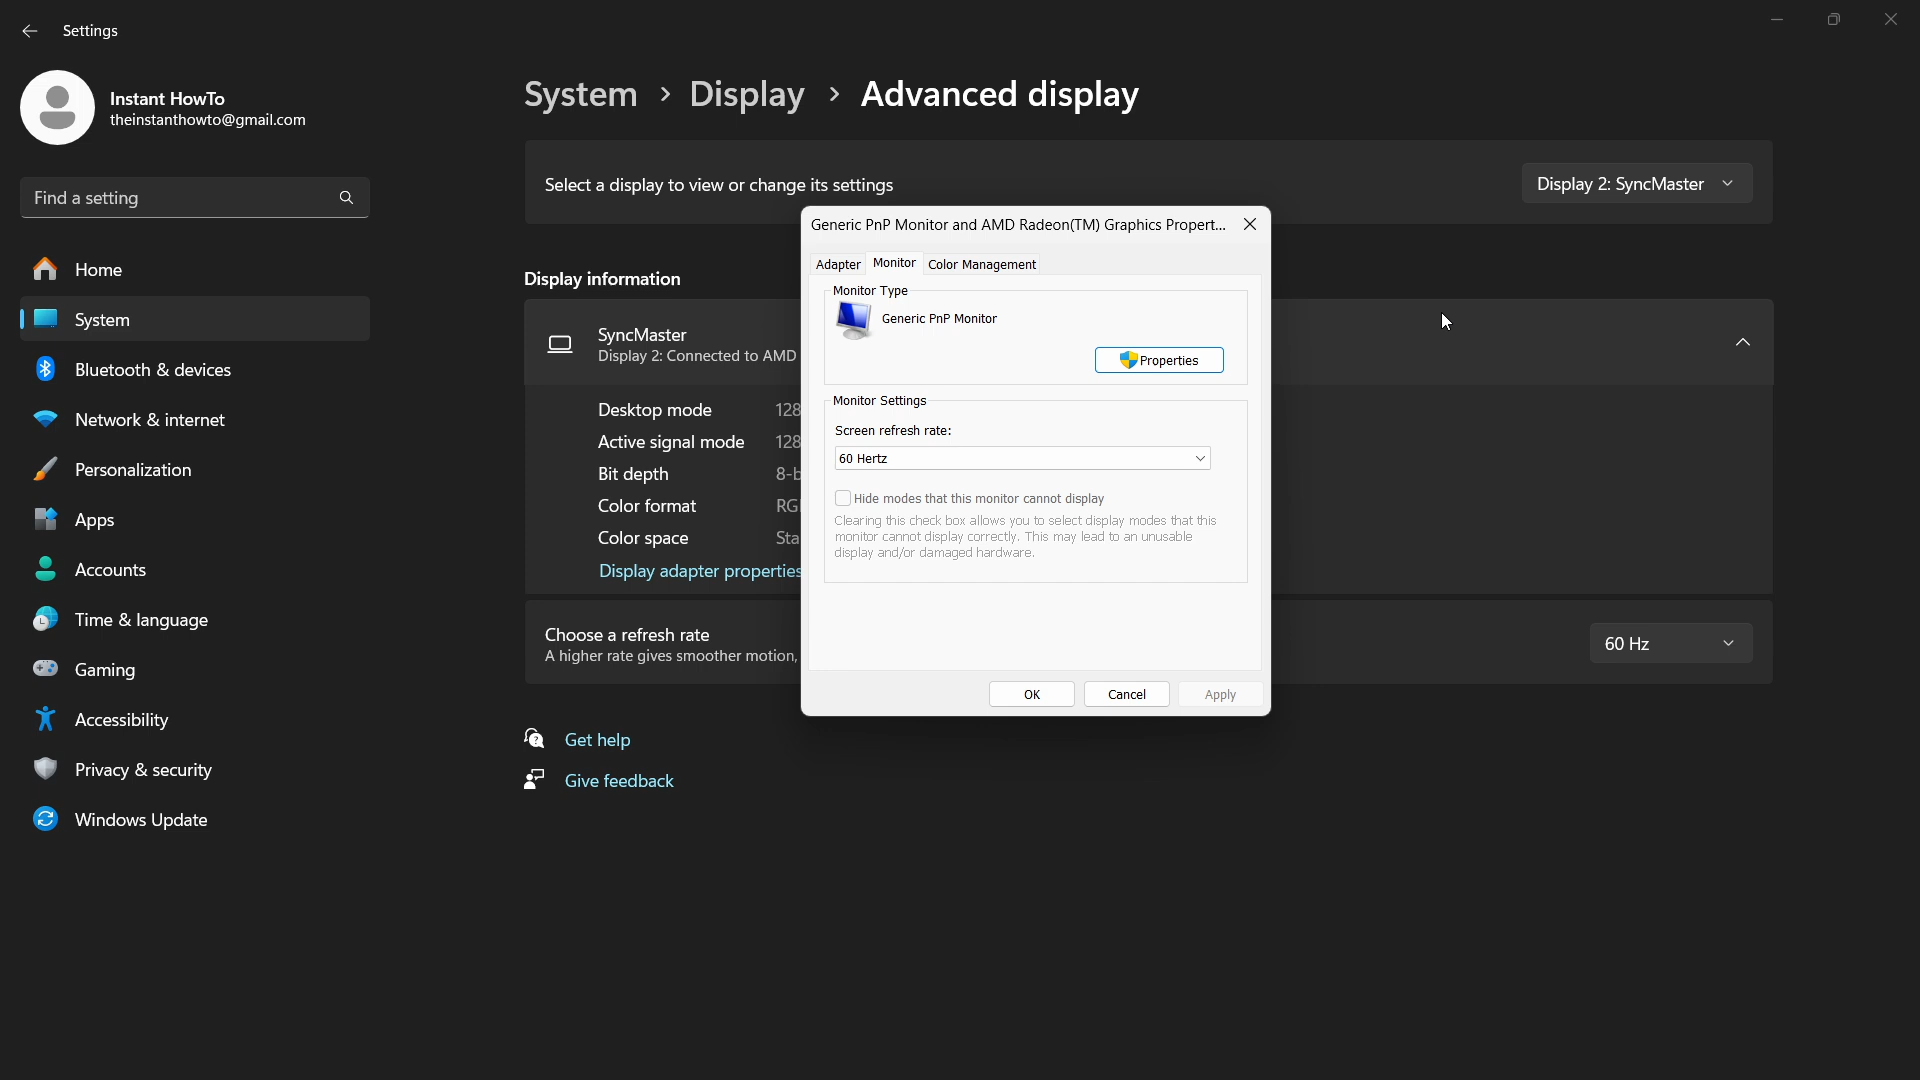 Settings
Instant HowTo
theinstanthowto@gmail.com
Find a setting
Home
System
Bluetooth & devices
Network & internet
Personalization
Apps
Accounts
Time & language
Gaming
Accessibility
Privacy & security
Windows Update
System > Display > Advanced display
Select a display to view or change its settings
Display 2: SyncMaster
Display information
SyncMaster
Display 2: Connected to AMD
Desktop mode 128
Active signal mode 128
Bit depth 8-b
Color format RG
Color space Sta
Display adapter properties
Choose a refresh rate
A higher rate gives smoother motion,
60 Hz
Get help
Give feedback
Generic PnP Monitor and AMD Radeon(TM) Graphics Propert...
Adapter Monitor Color Management
Monitor Type
Generic PnP Monitor
Properties
Monitor Settings
Screen refresh rate:
60 Hertz
Hide modes that this monitor cannot display
Clearing this check box allows you to select display modes that this
monitor cannot display correctly. This may lead to an unusable
display and/or damaged hardware.
OK Cancel Apply